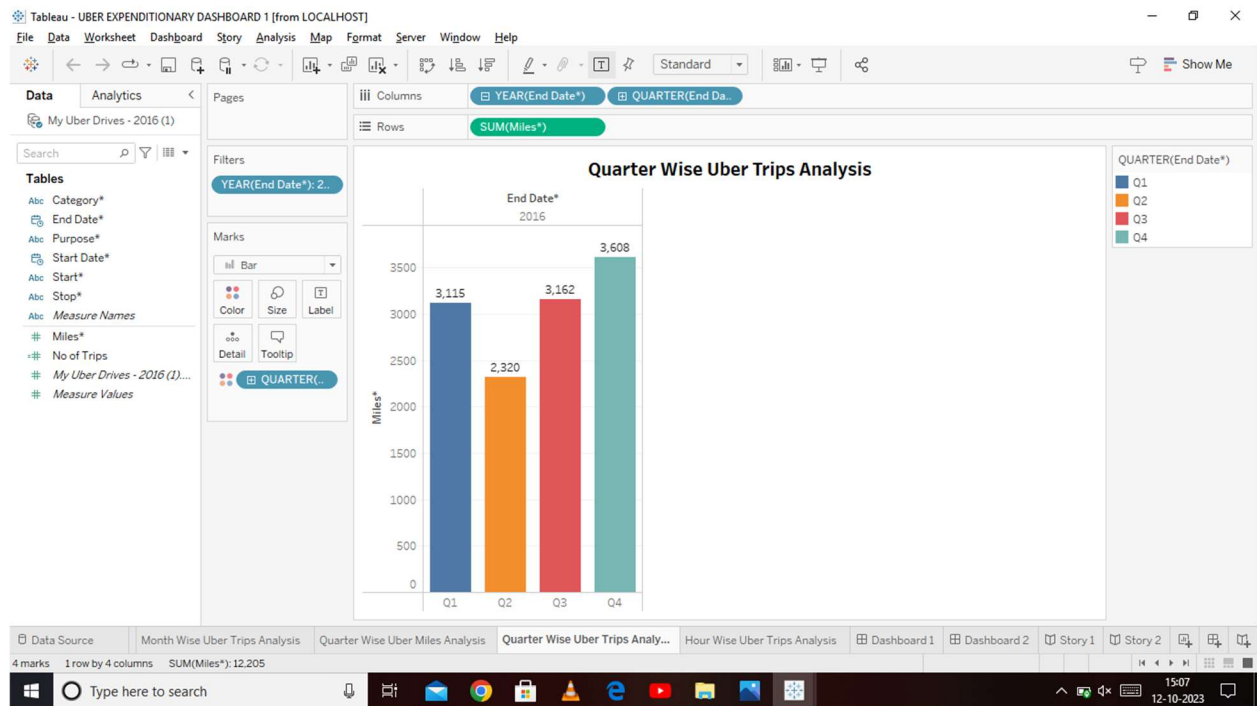 Tableau - UBER EXPENDITIONARY DASHBOARD 1 [from LOCALHOST]
File Data Worksheet Dashboard Story Analysis Map Format Server Window Help
Standard
Show Me
Data Analytics
My Uber Drives - 2016 (1)
Search
Tables
Abc Category*
End Date*
Abc Purpose*
Start Date*
Abc Start*
Abc Stop*
Abc Measure Names
# Miles*
=# No of Trips
# My Uber Drives - 2016 (1)....
# Measure Values
Pages
Filters
YEAR(End Date*): 2..
Marks
Bar
Color Size Label
Detail Tooltip
QUARTER(..
Columns YEAR(End Date*) QUARTER(End Da..
Rows SUM(Miles*)
Quarter Wise Uber Trips Analysis
End Date*
2016
3,608
3500
3,115
3,162
3000
2500
2,320
Miles*
2000
1500
1000
500
0
Q1 Q2 Q3 Q4
QUARTER(End Date*)
Q1
Q2
Q3
Q4
Data Source Month Wise Uber Trips Analysis Quarter Wise Uber Miles Analysis Quarter Wise Uber Trips Analy... Hour Wise Uber Trips Analysis Dashboard 1 Dashboard 2 Story 1 Story 2
4 marks 1 row by 4 columns SUM(Miles*): 12,205
Type here to search
15:07
12-10-2023